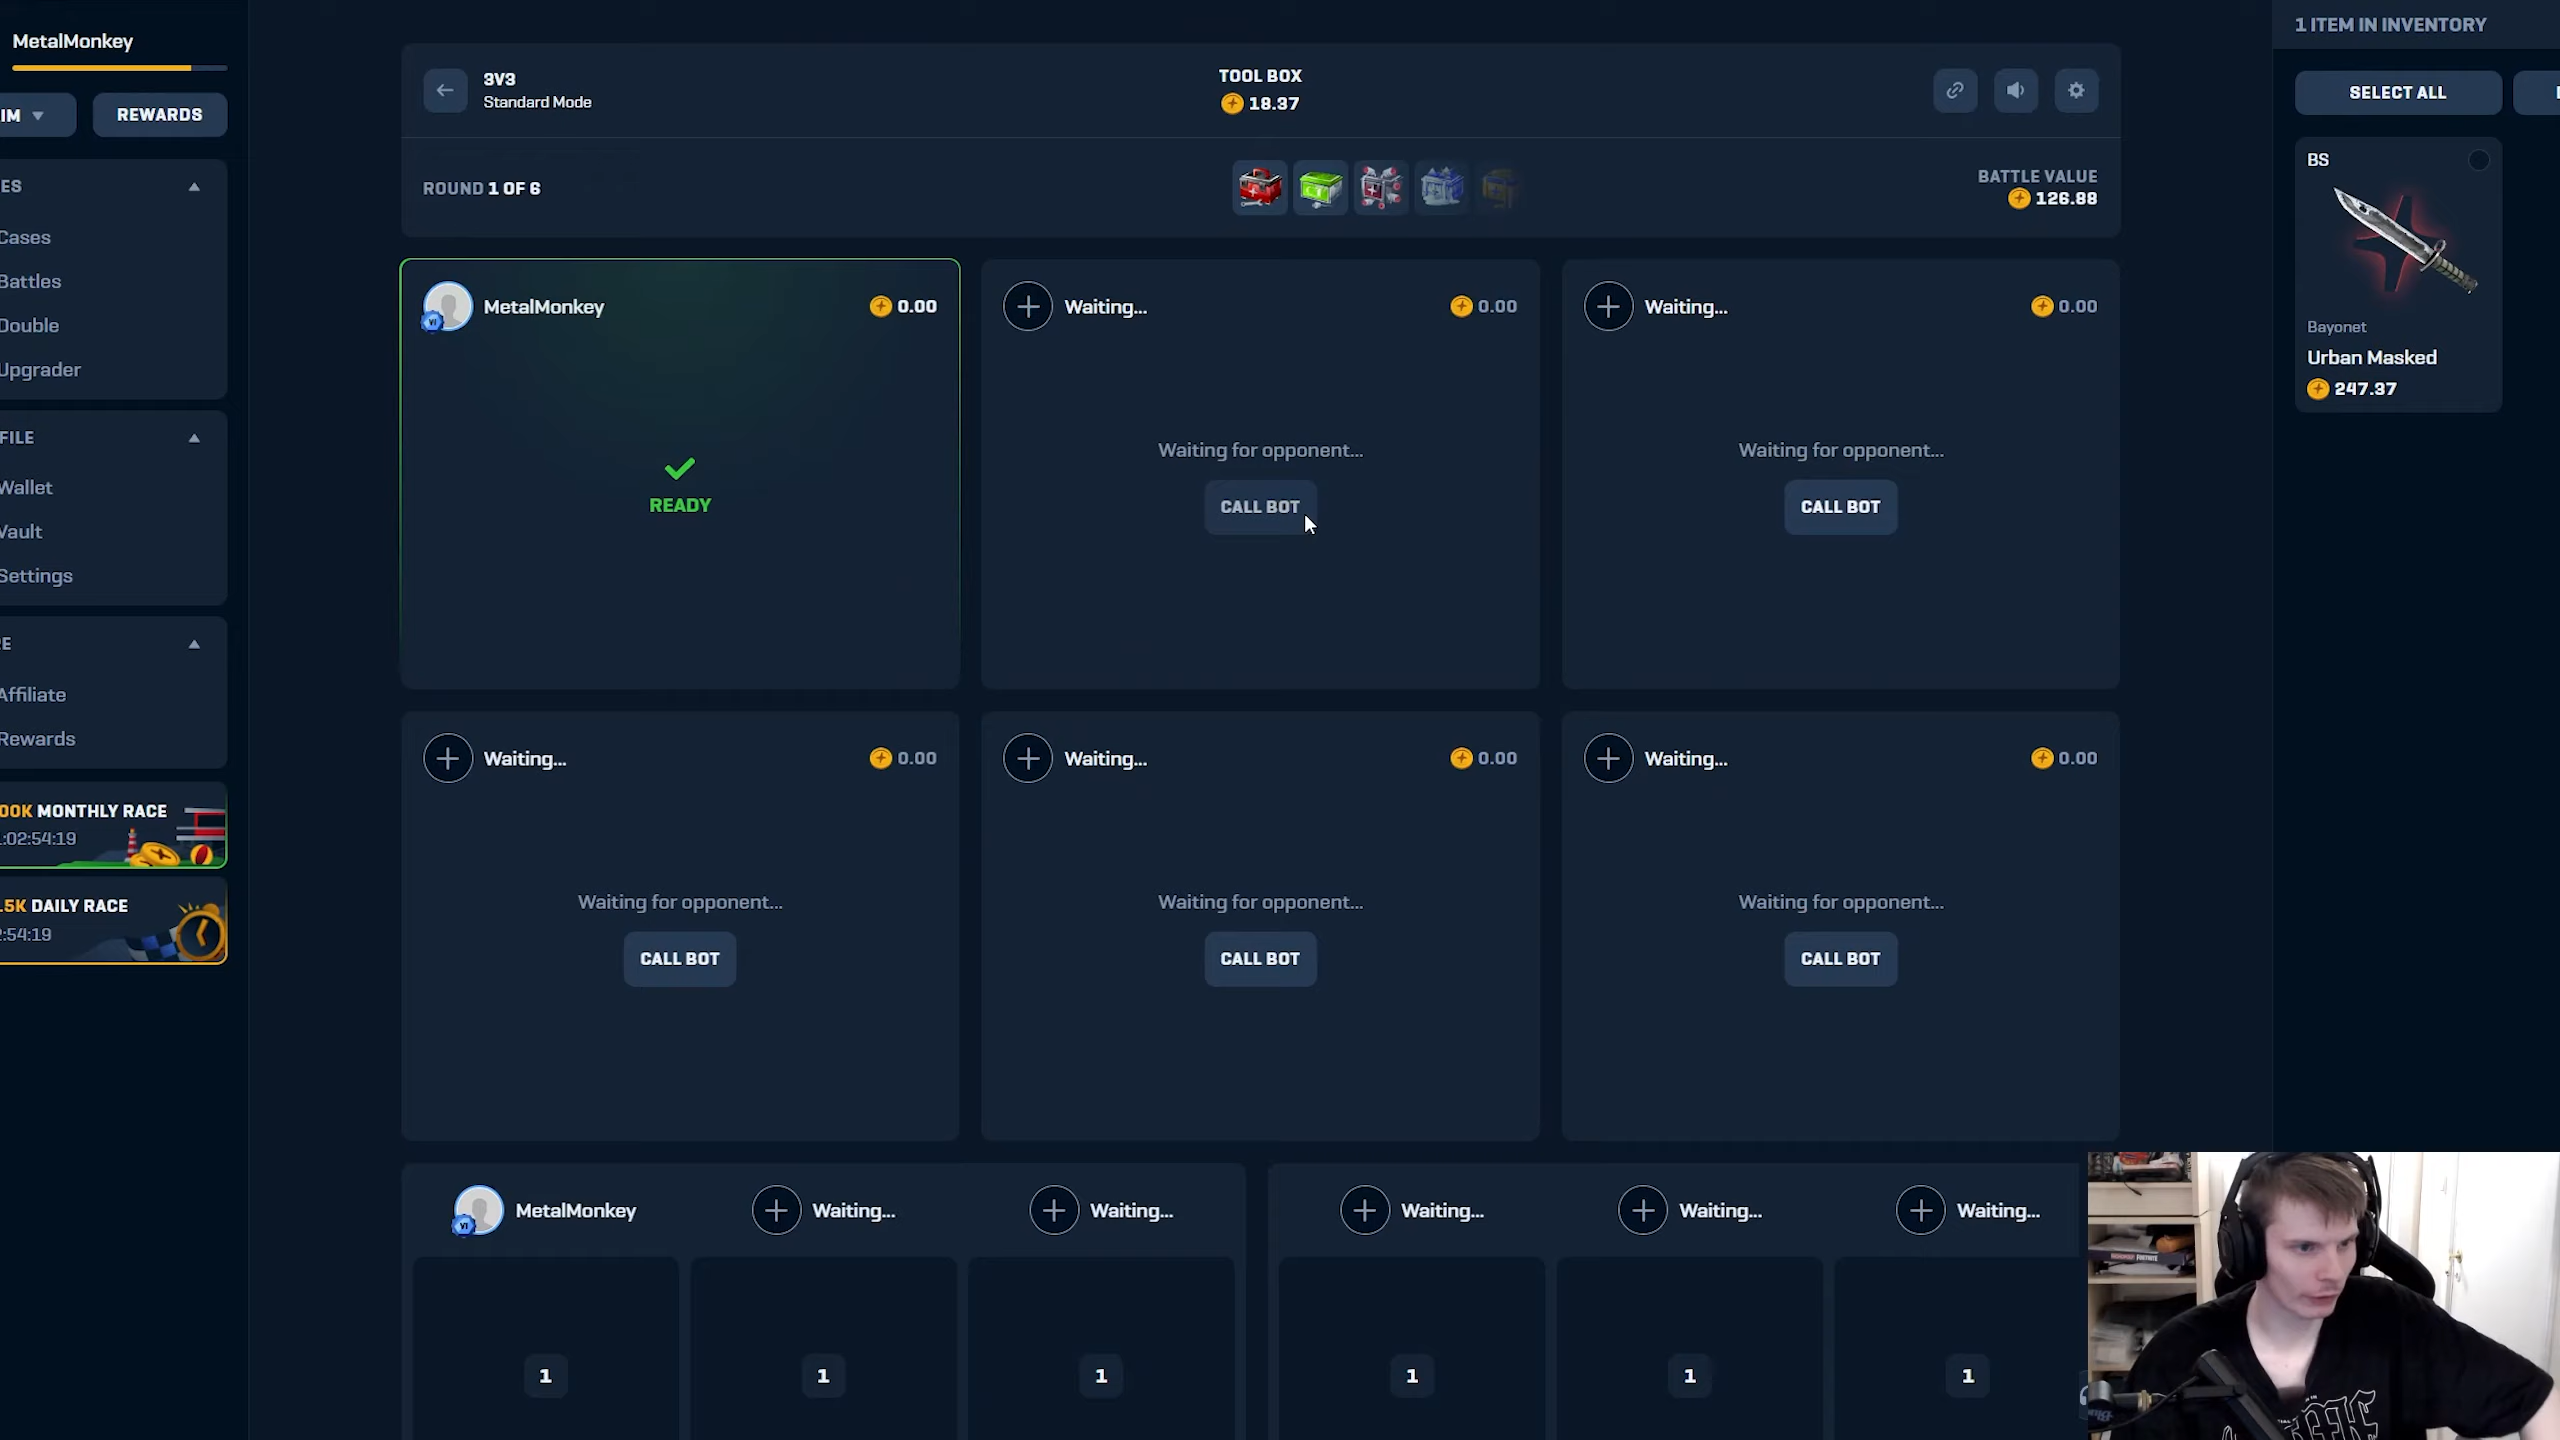 MetalMonkey
IM
REWARDS
ES
Cases
Battles
Double
Upgrader
FILE
Wallet
Vault
Settings
RE
Affiliate
Rewards
00K MONTHLY RACE
:02:54:19
.5K DAILY RACE
:54:19
3V3
Standard Mode
TOOL BOX
18.37
ROUND 1 OF 6
BATTLE VALUE
126.88
MetalMonkey
0.00
READY
Waiting...
0.00
Waiting for opponent...
CALL BOT
Waiting...
0.00
Waiting for opponent...
CALL BOT
Waiting...
0.00
Waiting for opponent...
CALL BOT
Waiting...
0.00
Waiting for opponent...
CALL BOT
Waiting...
0.00
Waiting for opponent...
CALL BOT
MetalMonkey
Waiting...
Waiting...
Waiting...
Waiting...
Waiting...
1
1
1
1
1
1
1 ITEM IN INVENTORY
SELECT ALL
BS
Bayonet
Urban Masked
247.37